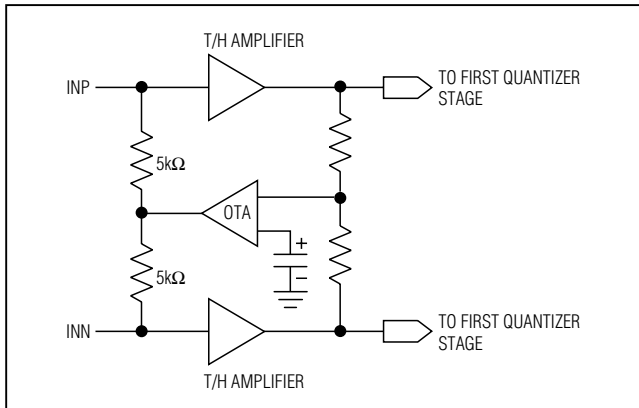 T/H AMPLIFIER
INP
TO FIRST QUANTIZER
STAGE
5kΩ
OTA
+
−
5kΩ
INN
TO FIRST QUANTIZER
STAGE
T/H AMPLIFIER